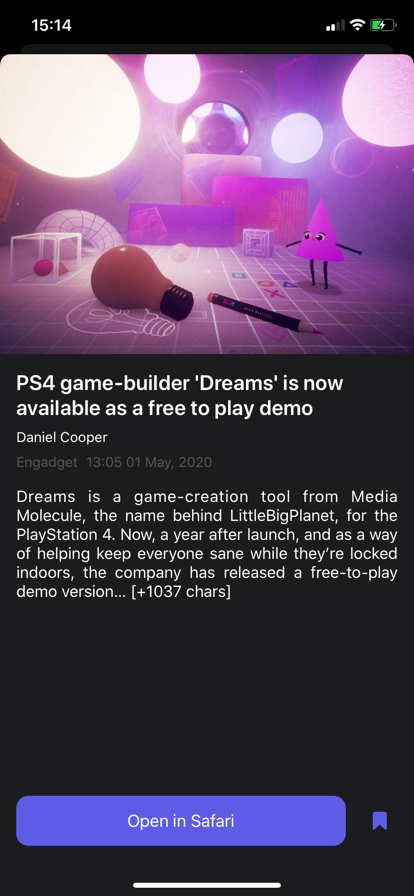 15:14
PS4 game-builder 'Dreams' is now
available as a free to play demo
Daniel Cooper
Engadget 13:05 01 May, 2020
Dreams is a game-creation tool from Media
Molecule, the name behind LittleBigPlanet, for the
PlayStation 4. Now, a year after launch, and as a way
of helping keep everyone sane while they’re locked
indoors, the company has released a free-to-play
demo version… [+1037 chars]
Open in Safari